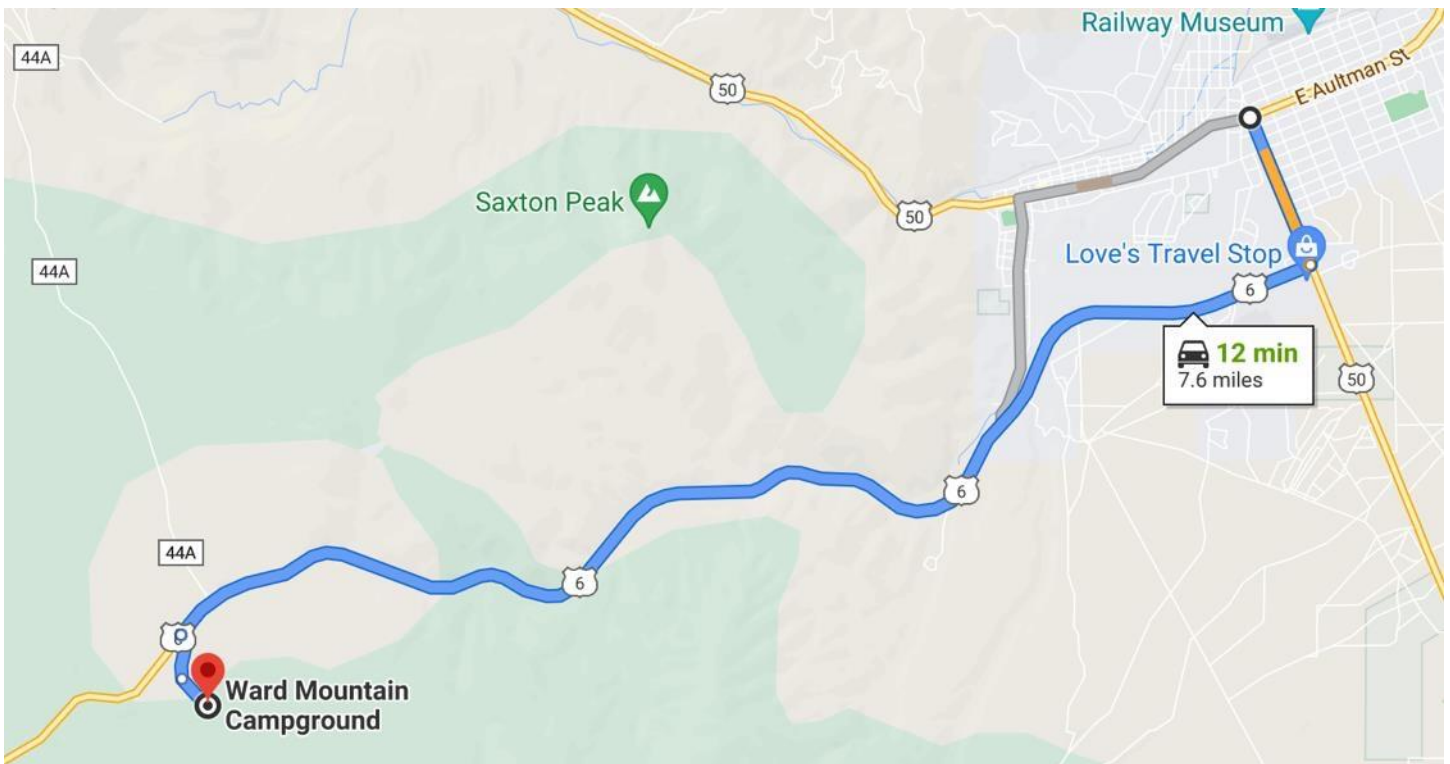 Railway Museum
44A
50
E Aultman St
Saxton Peak
50
Love's Travel Stop
44A
6
12 min
7.6 miles
50
6
44A
6
6
Ward Mountain
Campground